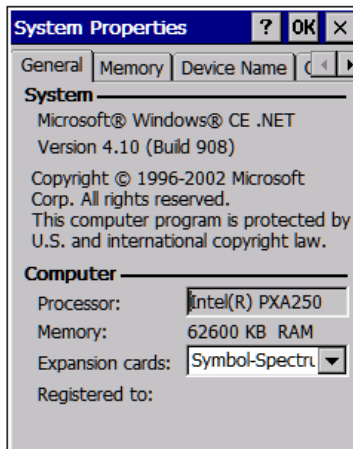 System Properties ? OK ×
General Memory Device Name
System
Microsoft® Windows® CE .NET
Version 4.10 (Build 908)
Copyright © 1996-2002 Microsoft
Corp. All rights reserved.
This computer program is protected by
U.S. and international copyright law.
Computer
Processor: Intel(R) PXA250
Memory: 62600 KB RAM
Expansion cards: Symbol-Spectru
Registered to: